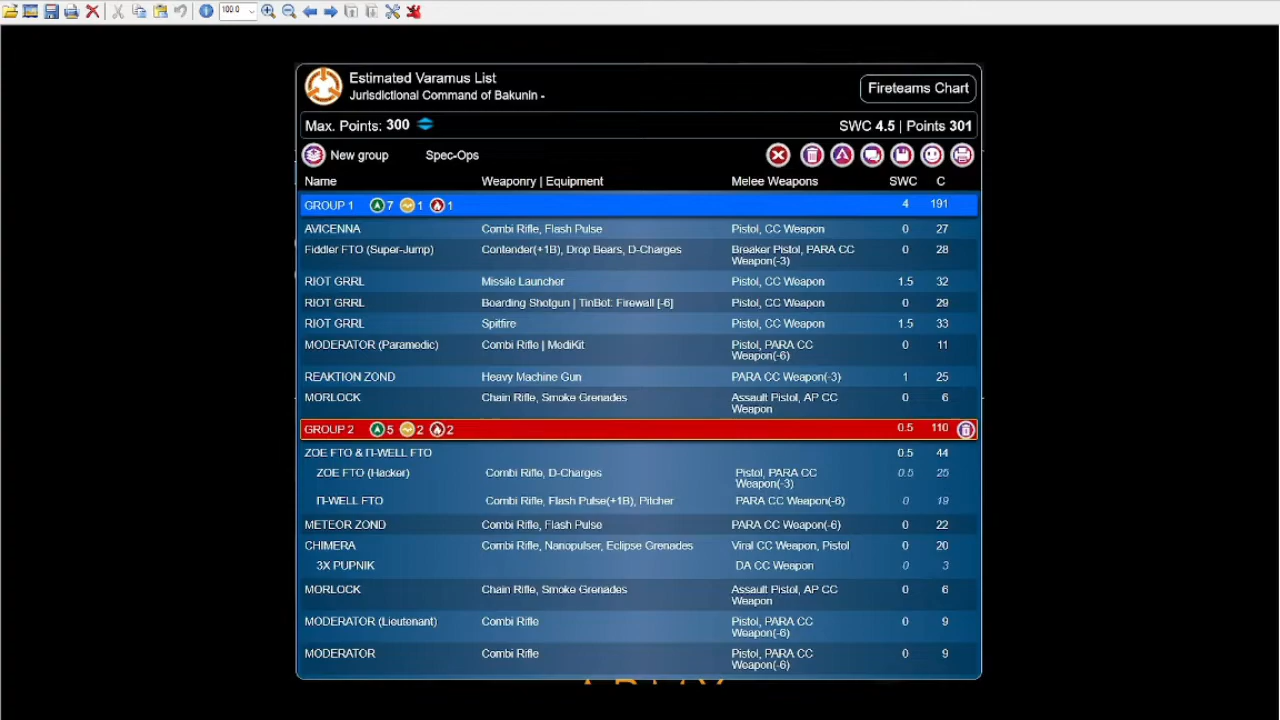 100.0
Estimated Varamus List
Jurisdictional Command of Bakunin -
Fireteams Chart
Max. Points: 300
SWC 4.5 | Points 301
New group Spec-Ops
Name Weaponry | Equipment Melee Weapons SWC C
GROUP 1 7 1 1 4 191
AVICENNA Combi Rifle, Flash Pulse Pistol, CC Weapon 0 27
Fiddler FTO (Super-Jump) Contender(+1B), Drop Bears, D-Charges Breaker Pistol, PARA CC 0 28
Weapon(-3)
RIOT GRRL Missile Launcher Pistol, CC Weapon 1.5 32
RIOT GRRL Boarding Shotgun | TinBot: Firewall [-6] Pistol, CC Weapon 0 29
RIOT GRRL Spitfire Pistol, CC Weapon 1.5 33
MODERATOR (Paramedic) Combi Rifle | MediKit Pistol, PARA CC 0 11
Weapon(-6)
REAKTION ZOND Heavy Machine Gun PARA CC Weapon(-3) 1 25
MORLOCK Chain Rifle, Smoke Grenades Assault Pistol, AP CC 0 6
Weapon
GROUP 2 5 2 2 0.5 110
ZOE FTO & Π-WELL FTO 0.5 44
ZOE FTO (Hacker) Combi Rifle, D-Charges Pistol, PARA CC 0.5 25
Weapon(-3)
Π-WELL FTO Combi Rifle, Flash Pulse(+1B), Pitcher PARA CC Weapon(-6) 0 19
METEOR ZOND Combi Rifle, Flash Pulse PARA CC Weapon(-6) 0 22
CHIMERA Combi Rifle, Nanopulser, Eclipse Grenades Viral CC Weapon, Pistol 0 20
3X PUPNIK DA CC Weapon 0 3
MORLOCK Chain Rifle, Smoke Grenades Assault Pistol, AP CC 0 6
Weapon
MODERATOR (Lieutenant) Combi Rifle Pistol, PARA CC 0 9
Weapon(-6)
MODERATOR Combi Rifle Pistol, PARA CC 0 9
Weapon(-6)